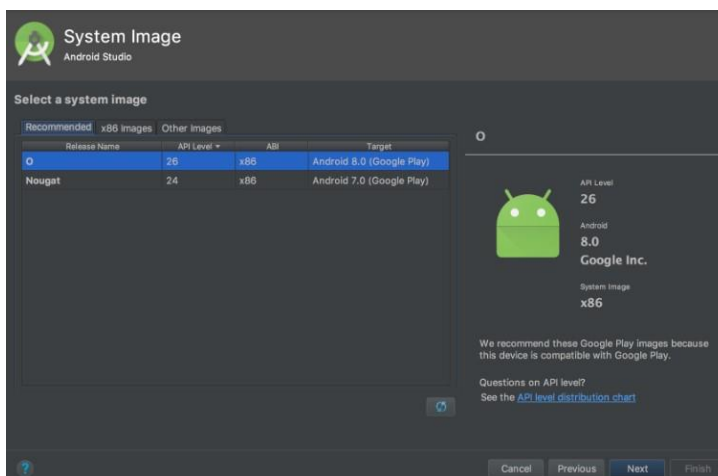 System Image
Android Studio
Select a system image
Recommended x86 Images Other Images
Release Name API Level ABI Target
O 26 x86 Android 8.0 (Google Play)
Nougat 24 x86 Android 7.0 (Google Play)
O
API Level
26
Android
8.0
Google Inc.
System Image
x86
We recommend these Google Play images because
this device is compatible with Google Play.
Questions on API level?
See the API level distribution chart
? Cancel Previous Next Finish